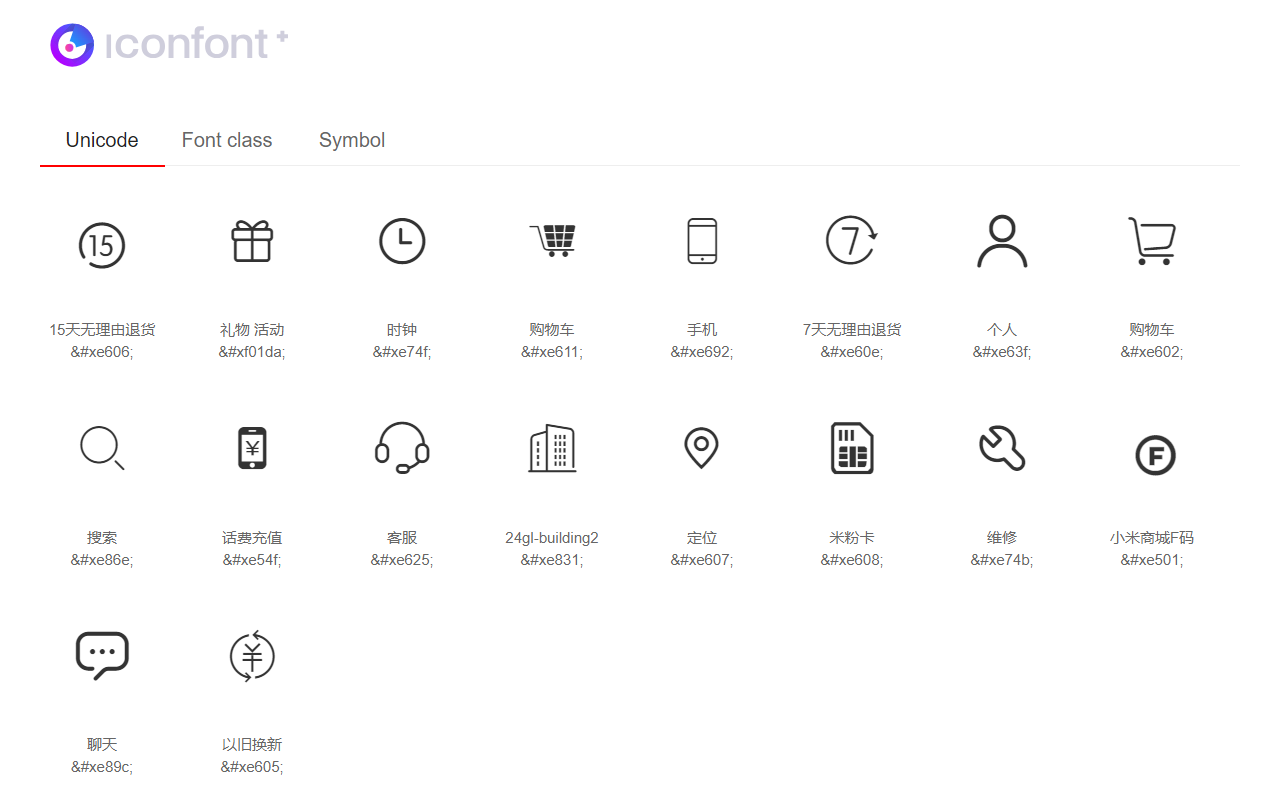 iconfont+
Unicode Font class Symbol
15 7
15天无理由退货 礼物 活动 时钟 购物车 手机 7天无理由退货 个人 购物车
&#xe606; &#xf01da; &#xe74f; &#xe611; &#xe692; &#xe60e; &#xe63f; &#xe602;
¥ F
搜索 话费充值 客服 24gl-building2 定位 米粉卡 维修 小米商城F码
&#xe86e; &#xe54f; &#xe625; &#xe831; &#xe607; &#xe608; &#xe74b; &#xe501;
¥
聊天 以旧换新
&#xe89c; &#xe605;